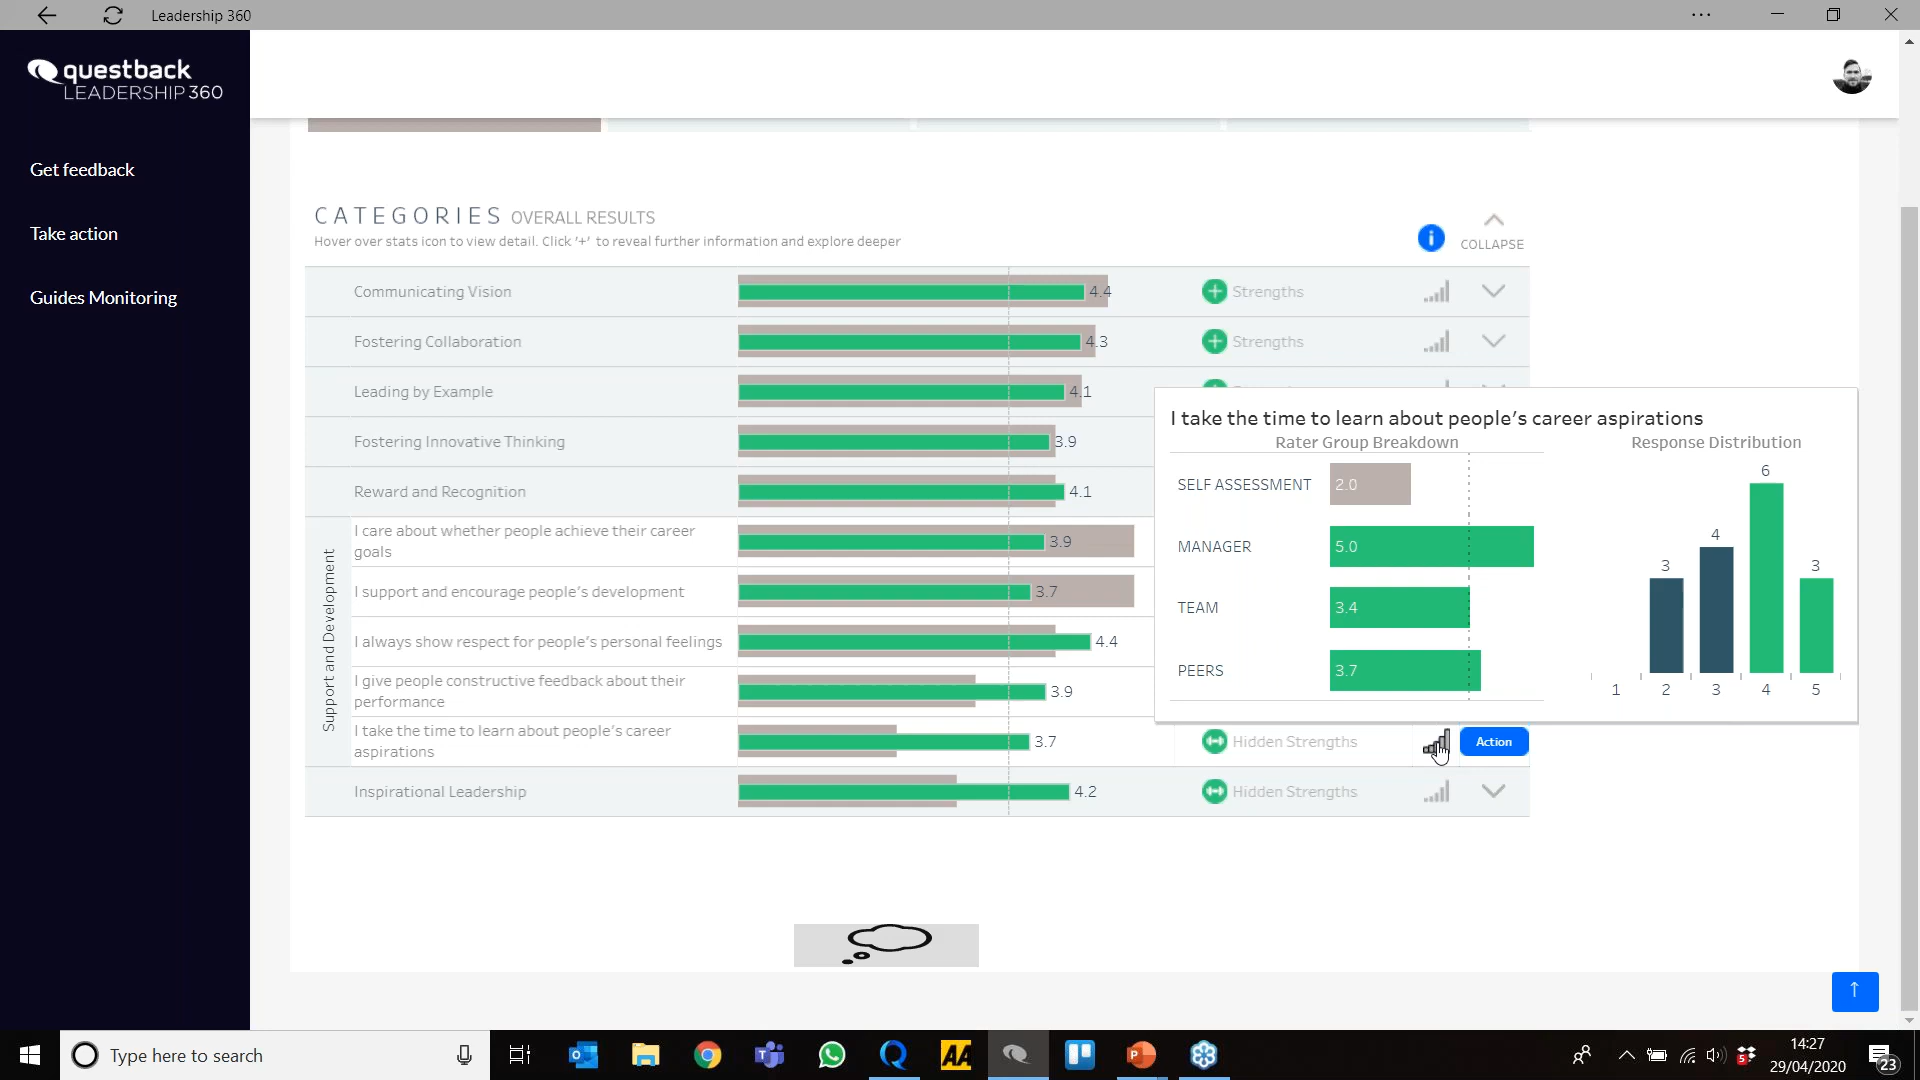 Leadership 360
questback
LEADERSHIP 360
Get feedback
Take action
Guides Monitoring
CATEGORIES OVERALL RESULTS
Hover over stats icon to view detail. Click '+' to reveal further information and explore deeper
i
COLLAPSE
Communicating Vision 4.4 Strengths
Fostering Collaboration 4.3 Strengths
Leading by Example 4.1
Fostering Innovative Thinking 3.9
Reward and Recognition 4.1
Support and Development
I care about whether people achieve their career
goals
3.9
I support and encourage people's development 3.7
I always show respect for people's personal feelings 4.4
I give people constructive feedback about their
performance
3.9
I take the time to learn about people's career
aspirations
3.7 Hidden Strengths Action
Inspirational Leadership 4.2 Hidden Strengths
I take the time to learn about people's career aspirations
Rater Group Breakdown
SELF ASSESSMENT 2.0
MANAGER 5.0
TEAM 3.4
PEERS 3.7
Response Distribution
3 4 6 3
1 2 3 4 5
Type here to search
AA
14:27
29/04/2020
23
5